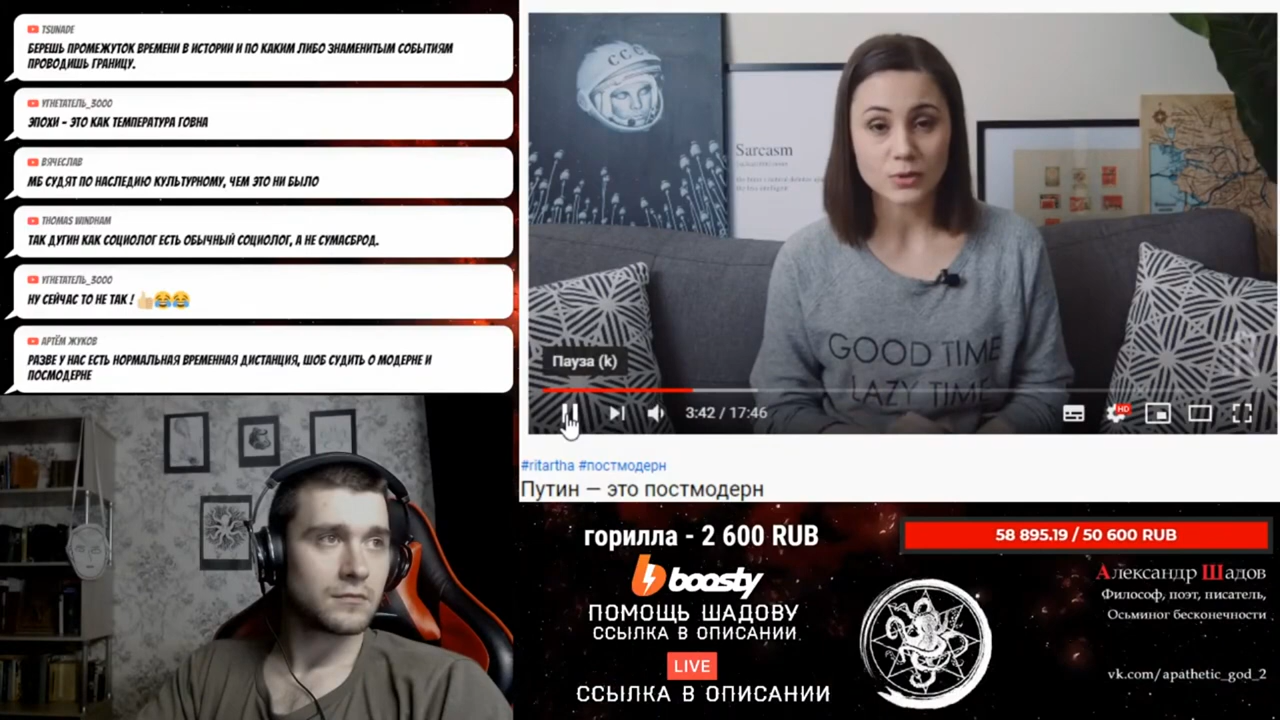 TSUNADE
БЕРЕШЬ ПРОМЕЖУТОК ВРЕМЕНИ В ИСТОРИИ И ПО КАКИМ ЛИБО ЗНАМЕНИТЫМ СОБЫТИЯМ
ПРОВОДИШЬ ГРАНИЦУ.
УГНЕТАТЕЛЬ_3000
ЭПОХИ - ЭТО КАК ТЕМПЕРАТУРА ГОВНА
ВЯЧЕСЛАВ
МБ СУДЯТ ПО НАСЛЕДИЮ КУЛЬТУРНОМУ, ЧЕМ ЭТО НИ БЫЛО
THOMAS WINDHAM
ТАК ДУГИН КАК СОЦИОЛОГ ЕСТЬ ОБЫЧНЫЙ СОЦИОЛОГ, А НЕ СУМАСБРОД.
УГНЕТАТЕЛЬ_3000
НУ СЕЙЧАС ТО НЕ ТАК ! 👍😂😂
АРТЁМ ЖУКОВ
РАЗВЕ У НАС ЕСТЬ НОРМАЛЬНАЯ ВРЕМЕННАЯ ДИСТАНЦИЯ, ШОБ СУДИТЬ О МОДЕРНЕ И
ПОСМОДЕРНЕ
СССР
Sarcasm
GOOD TIME
LAZY TIME
Пауза (k)
3:42 / 17:46
HD
#ritartha #постмодерн
Путин — это постмодерн
горилла - 2 600 RUB
boosty
ПОМОЩЬ ШАДОВУ
ССЫЛКА В ОПИСАНИИ
LIVE
ССЫЛКА В ОПИСАНИИ
58 895.19 / 50 600 RUB
Александр Шадов
Философ, поэт, писатель,
Осьминог бесконечности
vk.com/apathetic_god_2